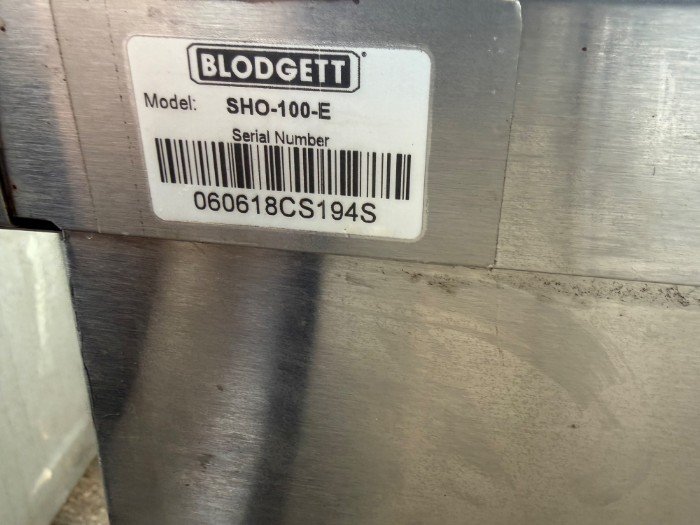 BLODGETT
Model: SHO-100-E
Serial Number
060618CS194S